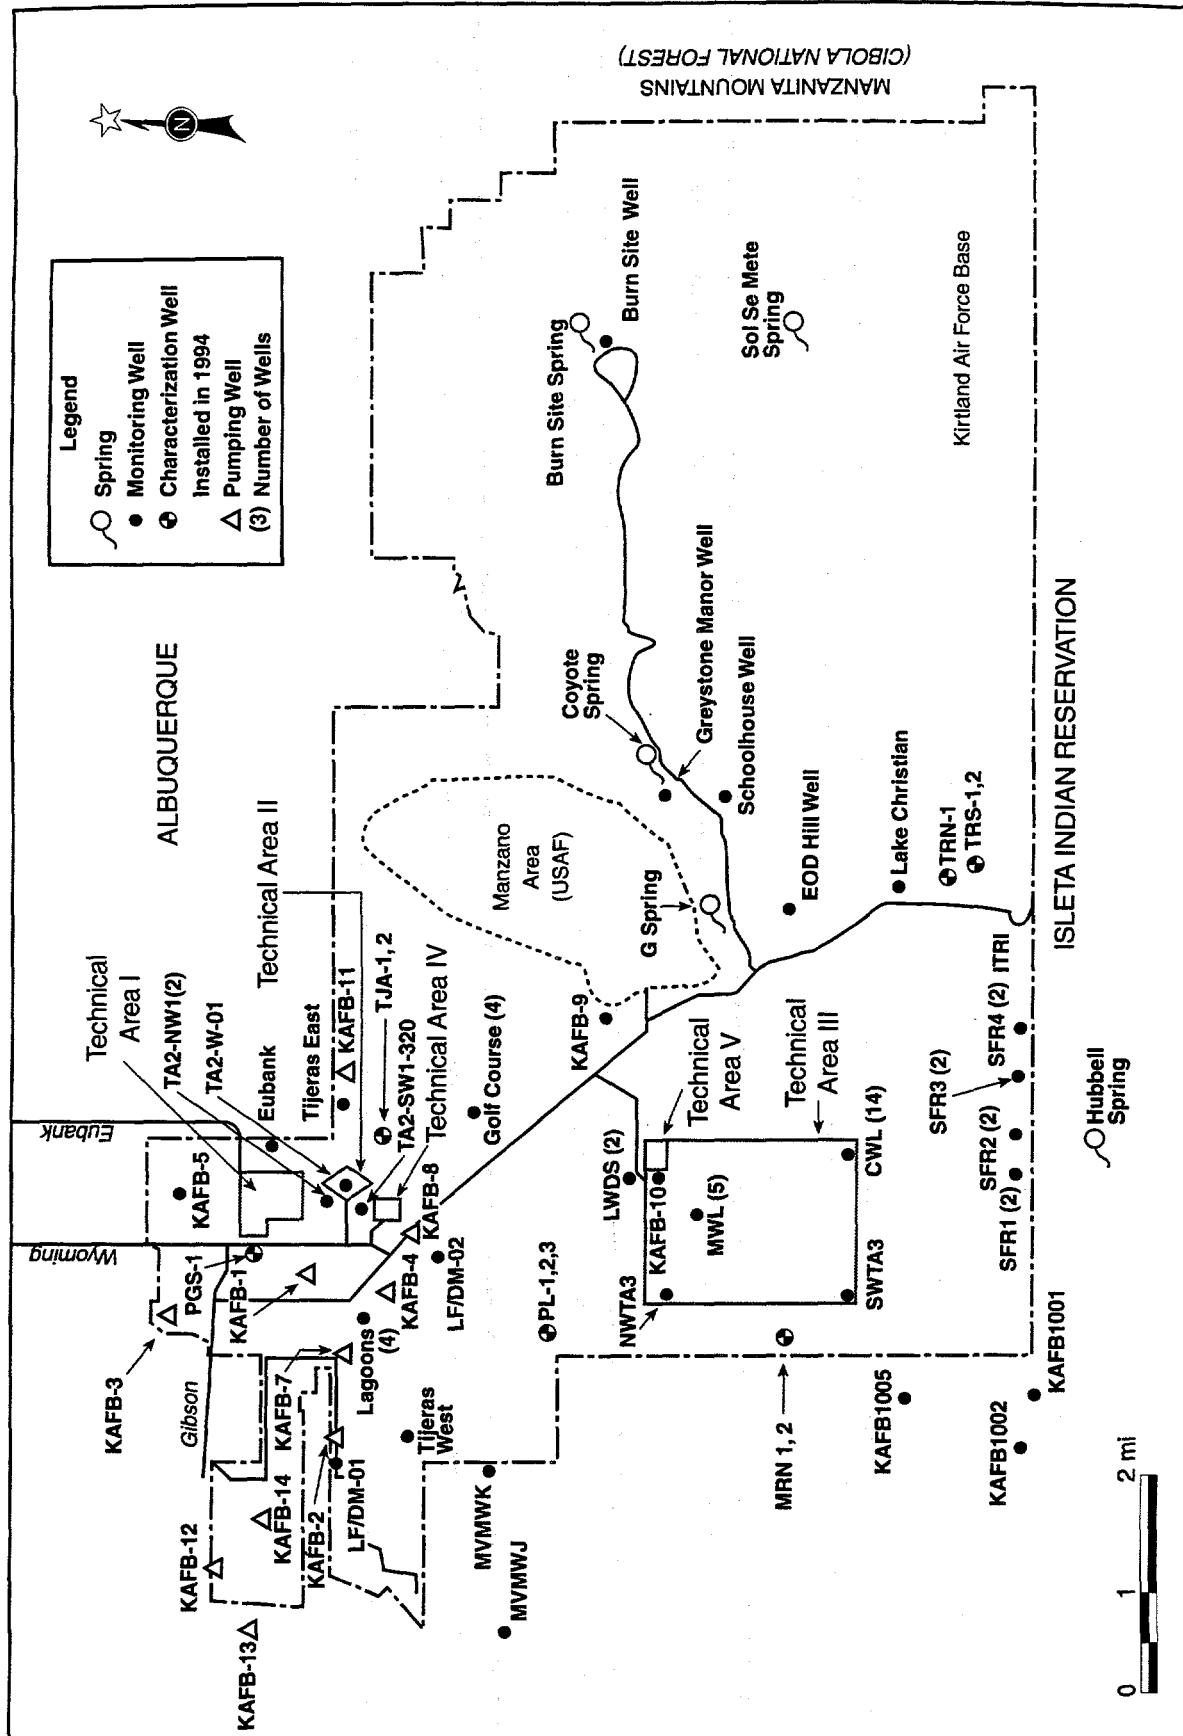 MANZANITA MOUNTAINS
(CIBOLA NATIONAL FOREST)
N
Legend
Spring
Monitoring Well
Characterization Well
Installed in 1994
Pumping Well
(3) Number of Wells
ALBUQUERQUE
Eubank
Wyoming
Gibson
Technical
Area I
TA2-NW1(2)
TA2-W-01
Eubank
Technical Area II
Tijeras East
KAFB-11
TJA-1, 2
TA2-SW1-320
Technical Area IV
Golf Course (4)
KAFB-5
PGS-1
KAFB-1
KAFB-3
KAFB-7
KAFB-8
KAFB-4
LF/DM-02
Lagoons
(4)
KAFB-12
KAFB-14
KAFB-13
KAFB-2
LF/DM-01
Tijeras
West
MVMWK
MVMWJ
PL-1,2,3
Manzano
Area
(USAF)
KAFB-9
G Spring
Coyote
Spring
Greystone Manor Well
Schoolhouse Well
Burn Site Spring
Burn Site Well
Sol Se Mete
Spring
EOD Hill Well
Lake Christian
TRN-1
TRS-1,2
Kirtland Air Force Base
LWDS (2)
KAFB-10
MWL (5)
NWTA3
Technical
Area V
Technical
Area III
SWTA3
CWL (14)
MRN 1, 2
SFR1 (2)
SFR2 (2)
SFR3 (2)
SFR4 (2)
ITRI
KAFB1005
KAFB1002
KAFB1001
Hubbell
Spring
ISLETA INDIAN RESERVATION
0
1
2 mi